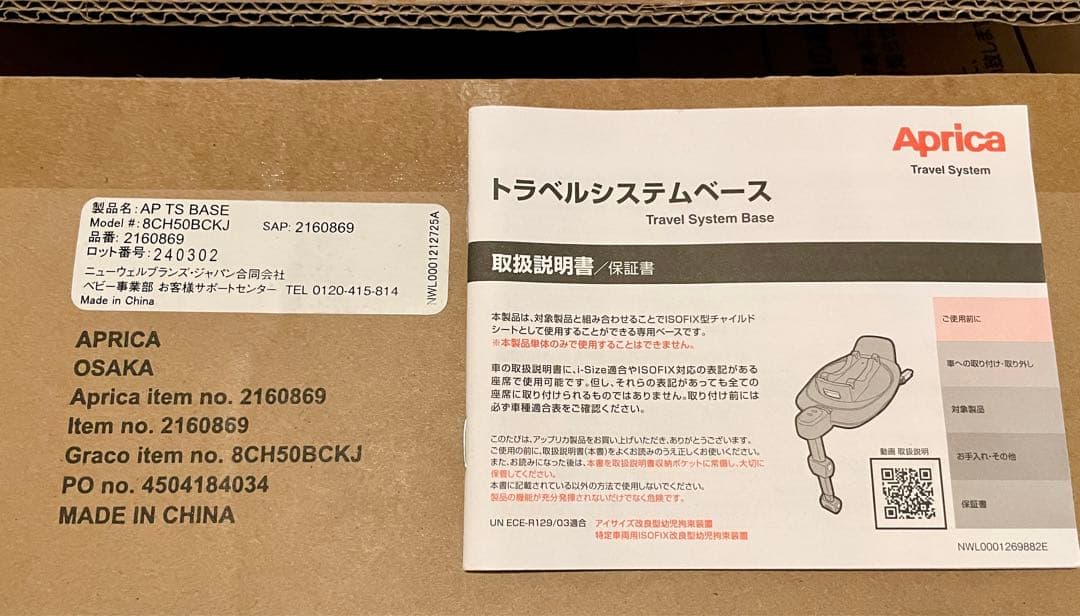 製品名:AP TS BASE
Model #: 8CH50BCKJ SAP: 2160869
品番: 2160869
ロット番号: 240302
ニューウェルブランズ・ジャパン合同会社
ベビー事業部 お客様サポートセンター TEL 0120-415-814
Made in China
NWL0001212725A
APRICA
OSAKA
Aprica item no. 2160869
Item no. 2160869
Graco item no. 8CH50BCKJ
PO no. 4504184034
MADE IN CHINA
Aprica
Travel System
トラベルシステムベース
Travel System Base
取扱説明書/保証書
本製品は、対象製品と組み合わせることでISOFIX型チャイルド
シートとして使用することができる専用ベースです。
※本製品単体のみで使用することはできません。
車の取扱説明書に、i-Size適合やISOFIX対応の表記がある
座席で使用可能です。但し、それらの表記があっても全ての
座席に取り付けられるものではありません。取り付け前には
必ず車種適合表をご確認ください。
このたびは、アップリカ製品をお買い上げいただき、ありがとうございます。
ご使用の前に、取扱説明書(本書)をよくお読みのうえ正しくお使いください。
また、お読みになった後は、本書を取扱説明書収納ポケットに常備し、大切に
保管してください。
本書に記載されている以外の方法で使用しないでください。
製品の機能が充分発揮されないだけでなく危険です。
UN ECE-R129/03適合 アイサイズ改良型幼児拘束装置
特定車両用ISOFIX改良型幼児拘束装置
ご使用前に
車への取り付け・取り外し
対象製品
お手入れ・その他
保証書
動画 取扱説明
NWL0001269882E